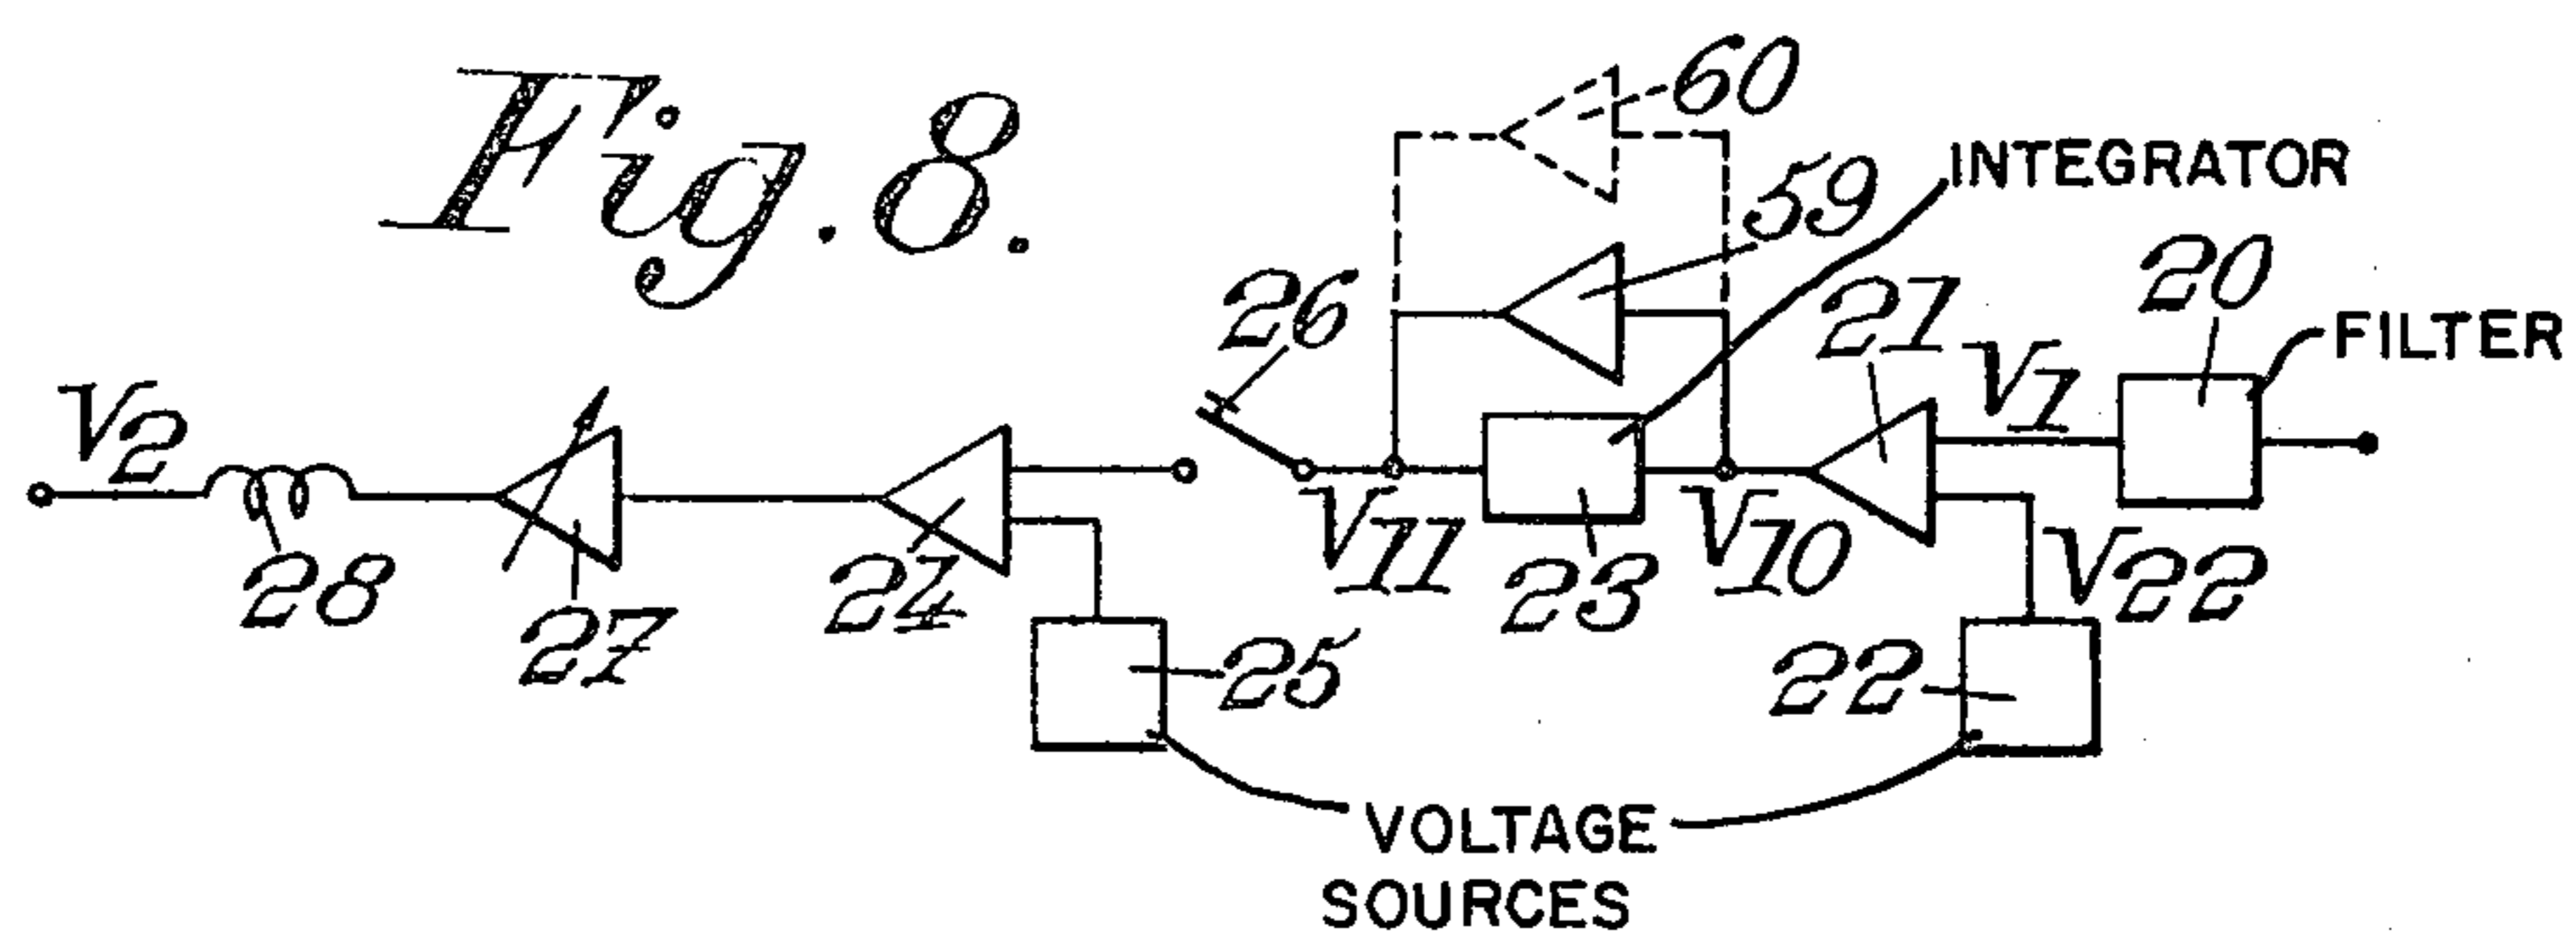 Fig. 8.
60
INTEGRATOR
59
20
26
21
V1
FILTER
V2
V11
V10
V22
28
24
23
27
25
22
VOLTAGE
SOURCES